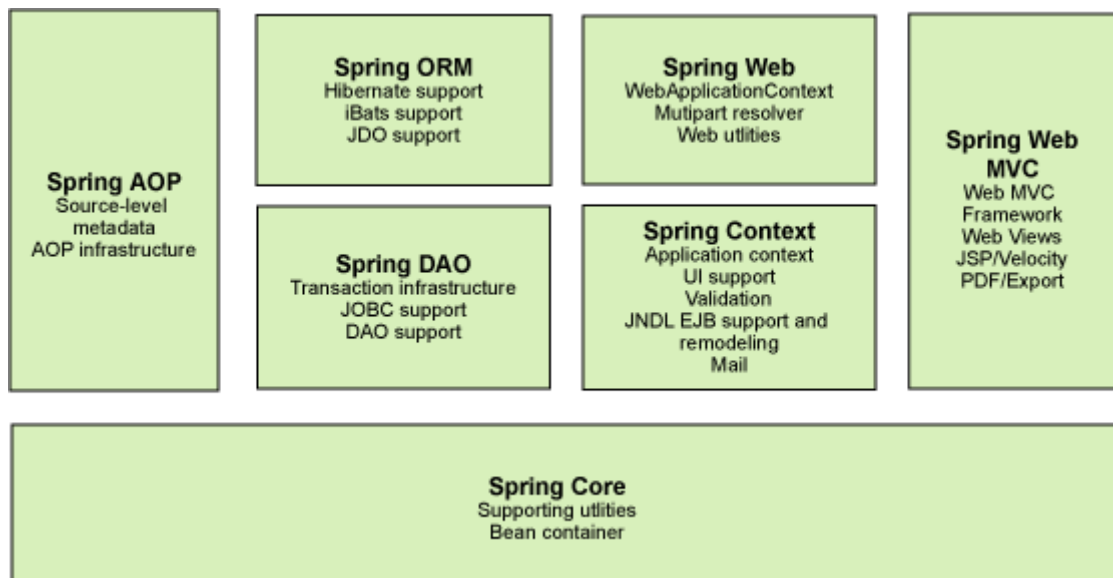 Spring AOP
Source-level
metadata
AOP infrastructure
Spring ORM
Hibernate support
iBats support
JDO support
Spring DAO
Transaction infrastructure
JOBC support
DAO support
Spring Web
WebApplicationContext
Mutipart resolver
Web utlities
Spring Context
Application context
UI support
Validation
JNDL EJB support and
remodeling
Mail
Spring Web
MVC
Web MVC
Framework
Web Views
JSP/Velocity
PDF/Export
Spring Core
Supporting utlities
Bean container